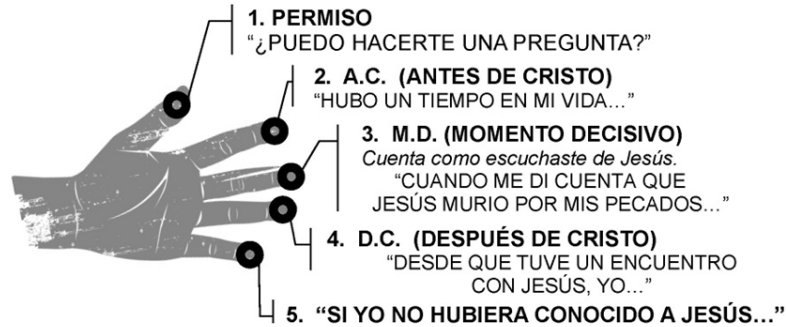 1. PERMISO
“¿PUEDO HACERTE UNA PREGUNTA?”
2. A.C. (ANTES DE CRISTO)
“HUBO UN TIEMPO EN MI VIDA...”
3. M.D. (MOMENTO DECISIVO)
Cuenta como escuchaste de Jesús.
“CUANDO ME DI CUENTA QUE
JESÚS MURIO POR MIS PECADOS...”
4. D.C. (DESPUÉS DE CRISTO)
“DESDE QUE TUVE UN ENCUENTRO
CON JESÚS, YO...”
5. “SI YO NO HUBIERA CONOCIDO A JESÚS...”